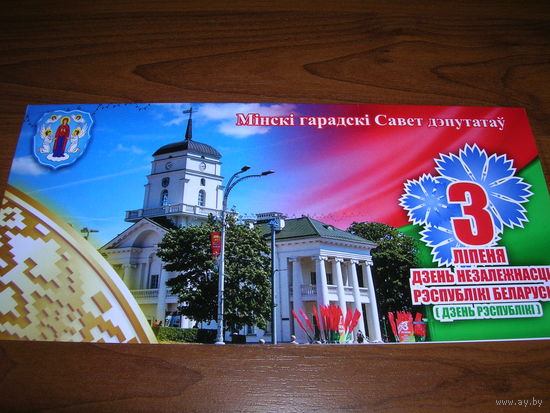 Мінскі гарадскі Савет дэпутатаў
3
ЛІПЕНЯ
ДЗЕНЬ НЕЗАЛЕЖНАСЦІ
РЭСПУБЛІКІ БЕЛАРУСЬ
( ДЗЕНЬ РЭСПУБЛІКІ )
www.ay.by